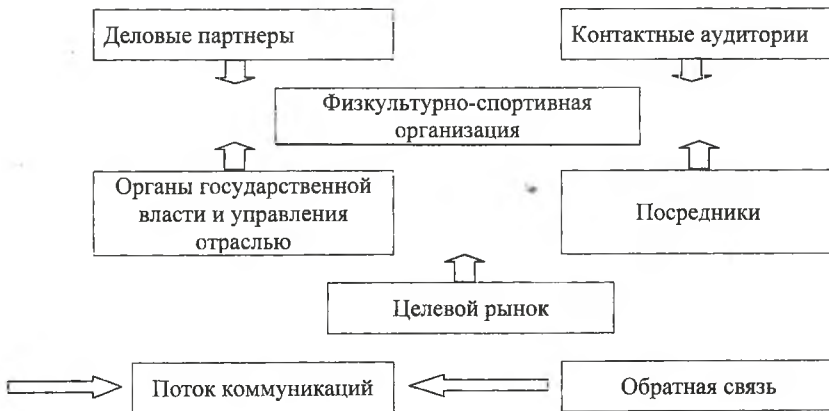 Деловые партнеры
Контактные аудитории
Физкультурно-спортивная
организация
Органы государственной
власти и управления
отраслью
Посредники
Целевой рынок
Поток коммуникаций
Обратная связь